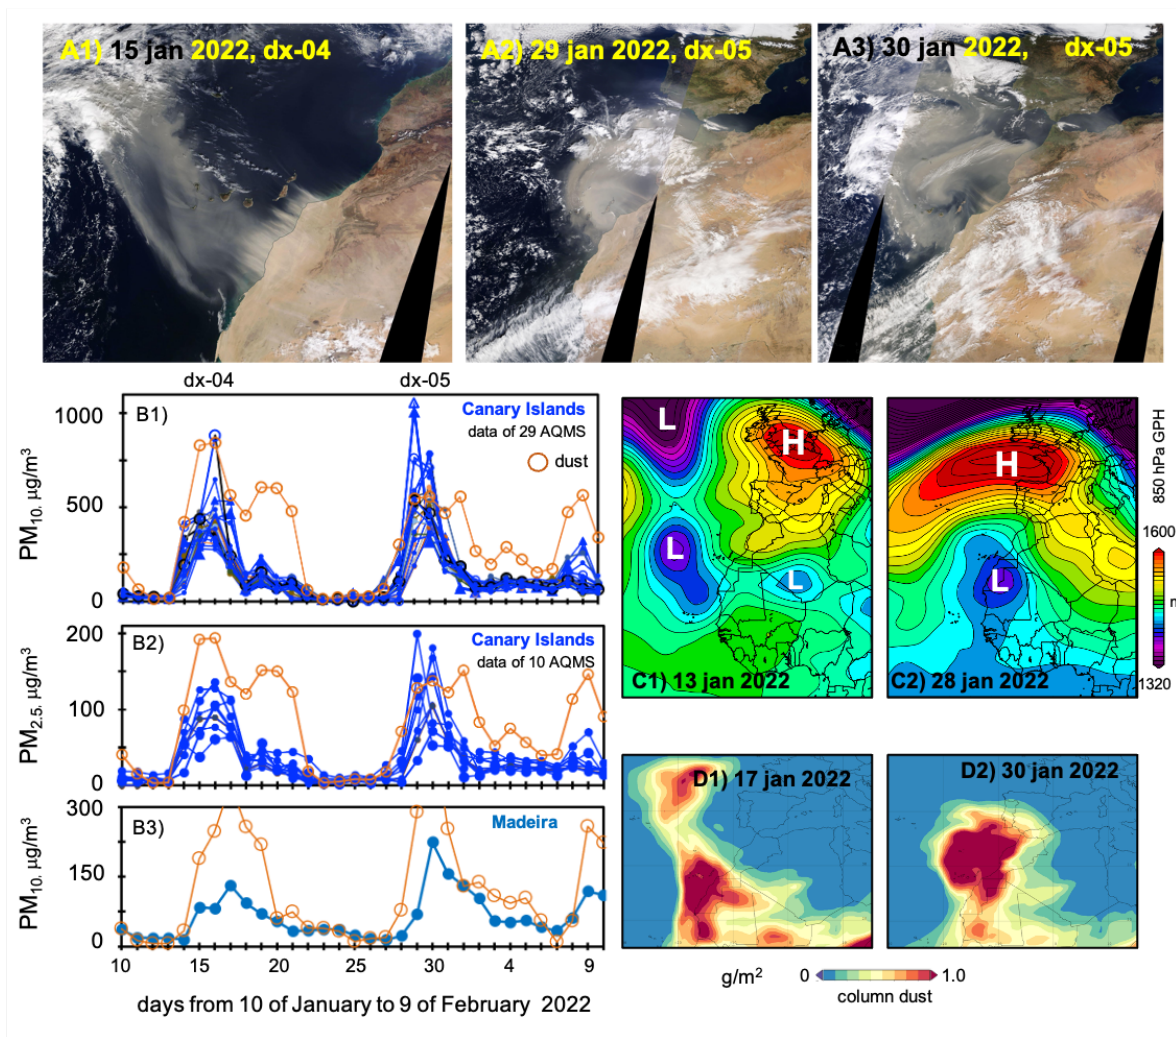 A1) 15 jan 2022, dx-04
A2) 29 jan 2022, dx-05
A3) 30 jan 2022, dx-05
dx-04
dx-05
B1)
Canary Islands
data of 29 AQMS
dust
1000
500
0
PM10. µg/m3
B2)
Canary Islands
data of 10 AQMS
200
100
0
PM2.5. µg/m3
B3)
Madeira
300
150
0
PM10. µg/m3
10 15 20 25 30 4 9
days from 10 of January to 9 of February 2022
L
H
L
L
C1) 13 jan 2022
H
L
C2) 28 jan 2022
850 hPa GPH
1600
m
1320
D1) 17 jan 2022
D2) 30 jan 2022
g/m2
0
1.0
column dust